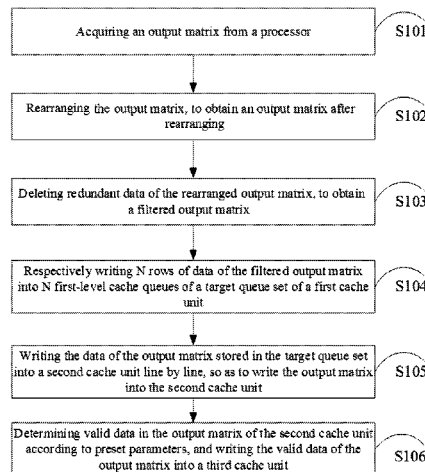 Acquiring an output matrix from a processor
S101
Rearranging the output matrix, to obtain an output matrix after
rearranging
S102
Deleting redundant data of the rearranged output matrix, to obtain
a filtered output matrix
S103
Respectively writing N rows of data of the filtered output matrix
into N first-level cache queues of a target queue set of a first cache
unit
S104
Writing the data of the output matrix stored in the target queue set
into a second cache unit line by line, so as to write the output matrix
into the second cache unit
S105
Determining valid data in the output matrix of the second cache unit
according to preset parameters, and writing the valid data of the
output matrix into a third cache unit
S106